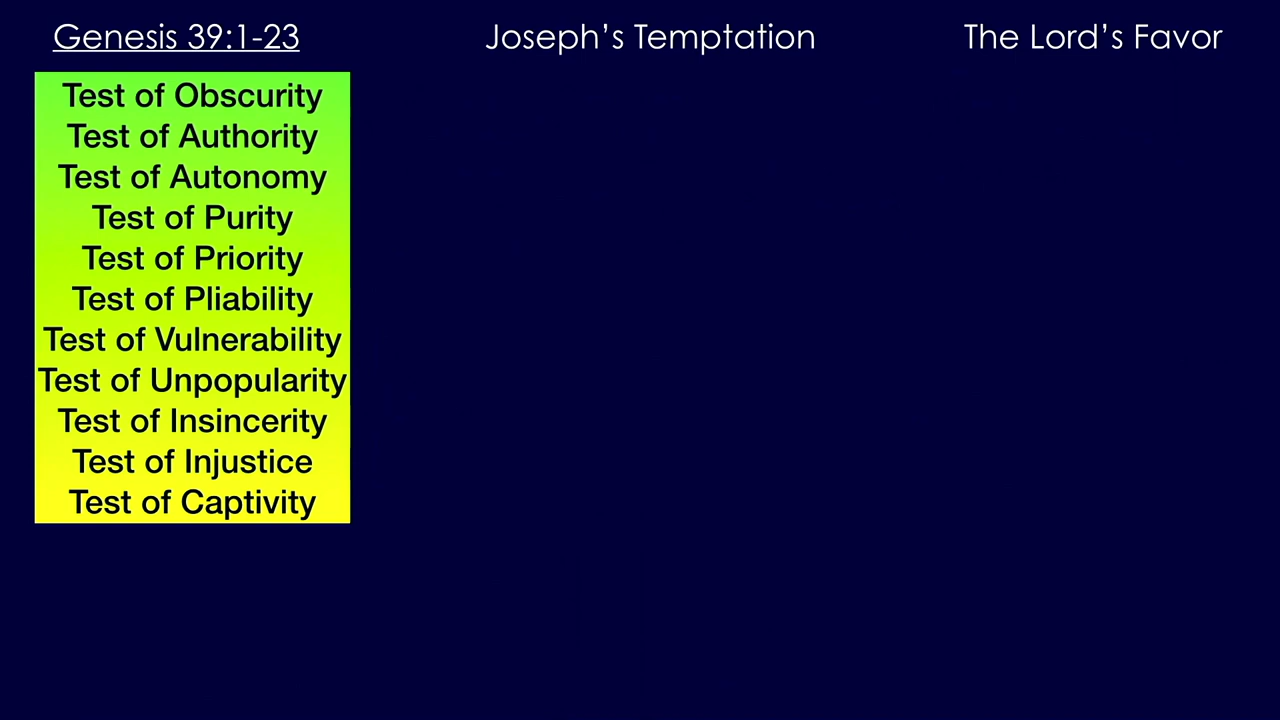 Genesis 39:1-23
Joseph’s Temptation
The Lord’s Favor
Test of Obscurity
Test of Authority
Test of Autonomy
Test of Purity
Test of Priority
Test of Pliability
Test of Vulnerability
Test of Unpopularity
Test of Insincerity
Test of Injustice
Test of Captivity